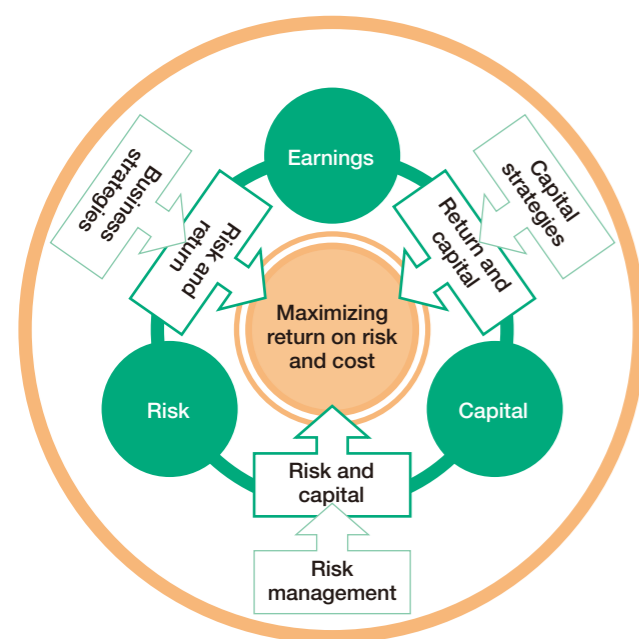 Earnings
Business
strategies
Risk and
return
Return and
capital
Capital
strategies
Maximizing
return on risk
and cost
Risk
Capital
Risk and
capital
Risk
management